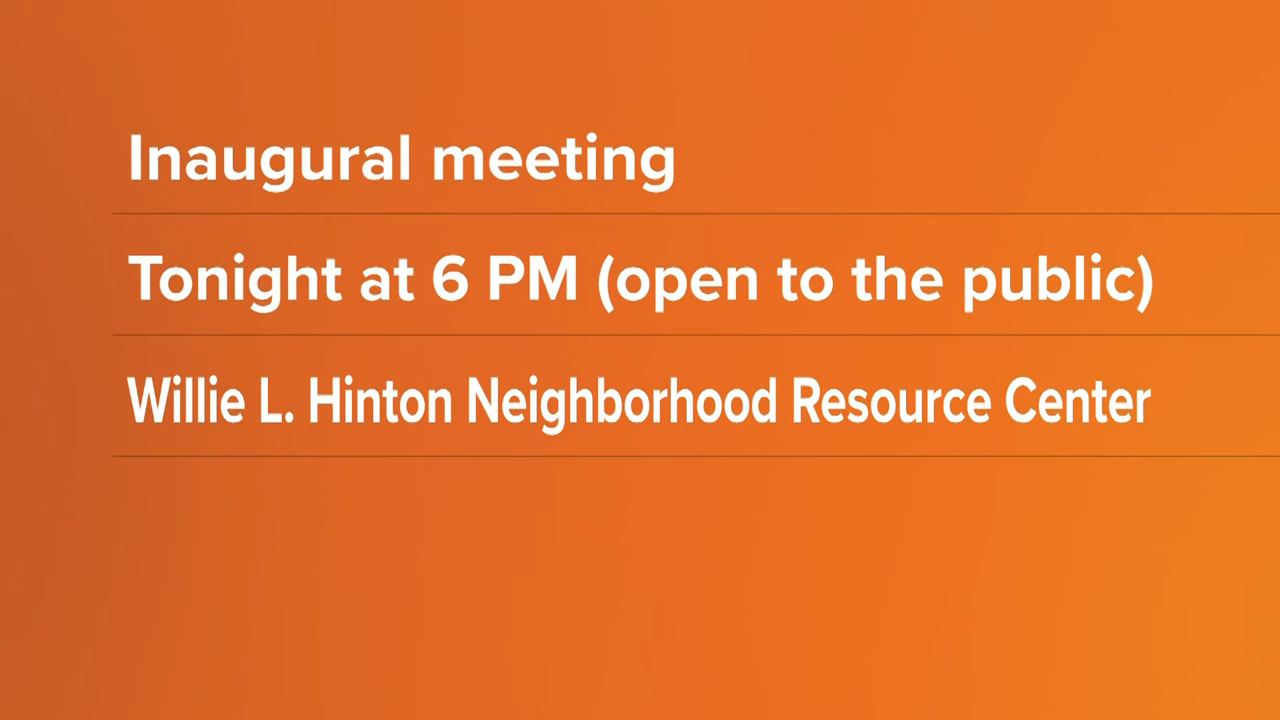 Inaugural meeting
Tonight at 6 PM (open to the public)
Willie L. Hinton Neighborhood Resource Center